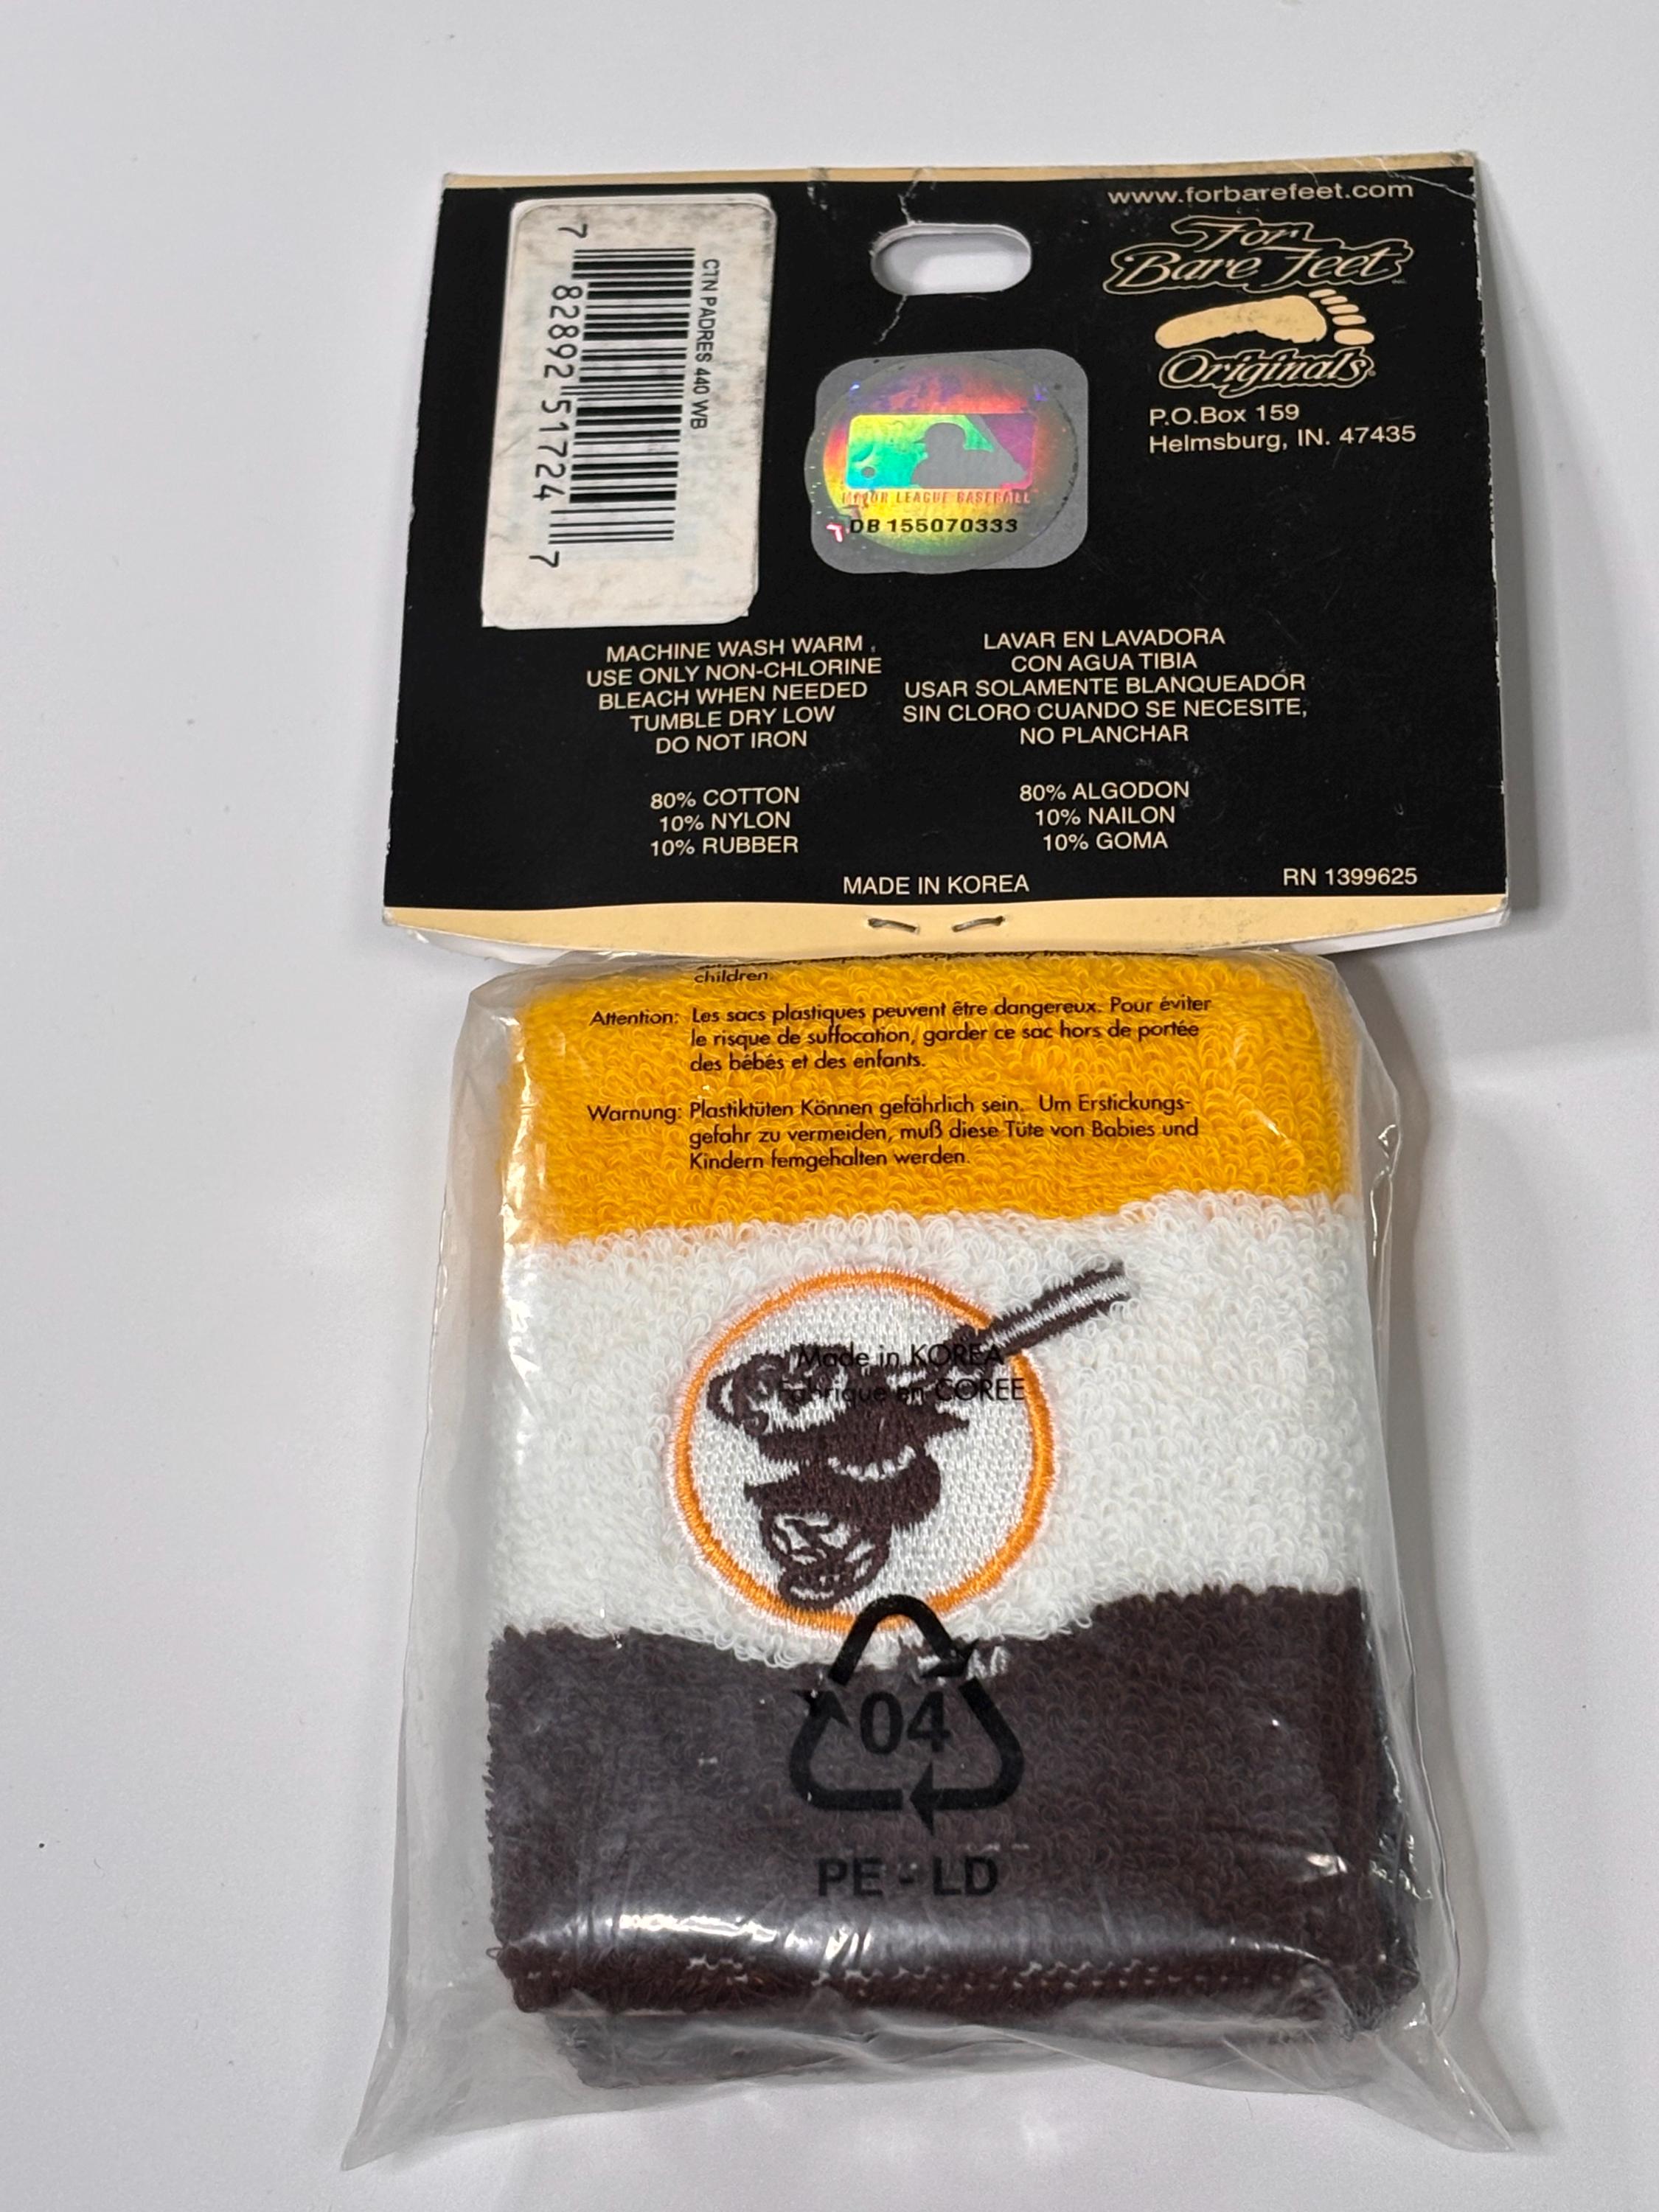 www.forbarefeet.com
For
Bare Feet
Originals
P.O.Box 159
Helmsburg, IN. 47435
CTN PADRES 440 WB
7 82892 51724 7
MAJOR LEAGUE BASEBALL
DB 155070333
MACHINE WASH WARM
USE ONLY NON-CHLORINE
BLEACH WHEN NEEDED
TUMBLE DRY LOW
DO NOT IRON
80% COTTON
10% NYLON
10% RUBBER
LAVAR EN LAVADORA
CON AGUA TIBIA
USAR SOLAMENTE BLANQUEADOR
SIN CLORO CUANDO SE NECESITE,
NO PLANCHAR
80% ALGODON
10% NAILON
10% GOMA
MADE IN KOREA
RN 1399625
children.
Attention: Les sacs plastiques peuvent être dangereux. Pour éviter
le risque de suffocation, garder ce sac hors de portée
des bébés et des enfants.
Warnung: Plastiktüten Können gefährlich sein. Um Erstickungs-
gefahr zu vermeiden, muß diese Tüte von Babies und
Kindern femgehalten werden.
Made in KOREA
Fabrique en COREE
04
PE - LD